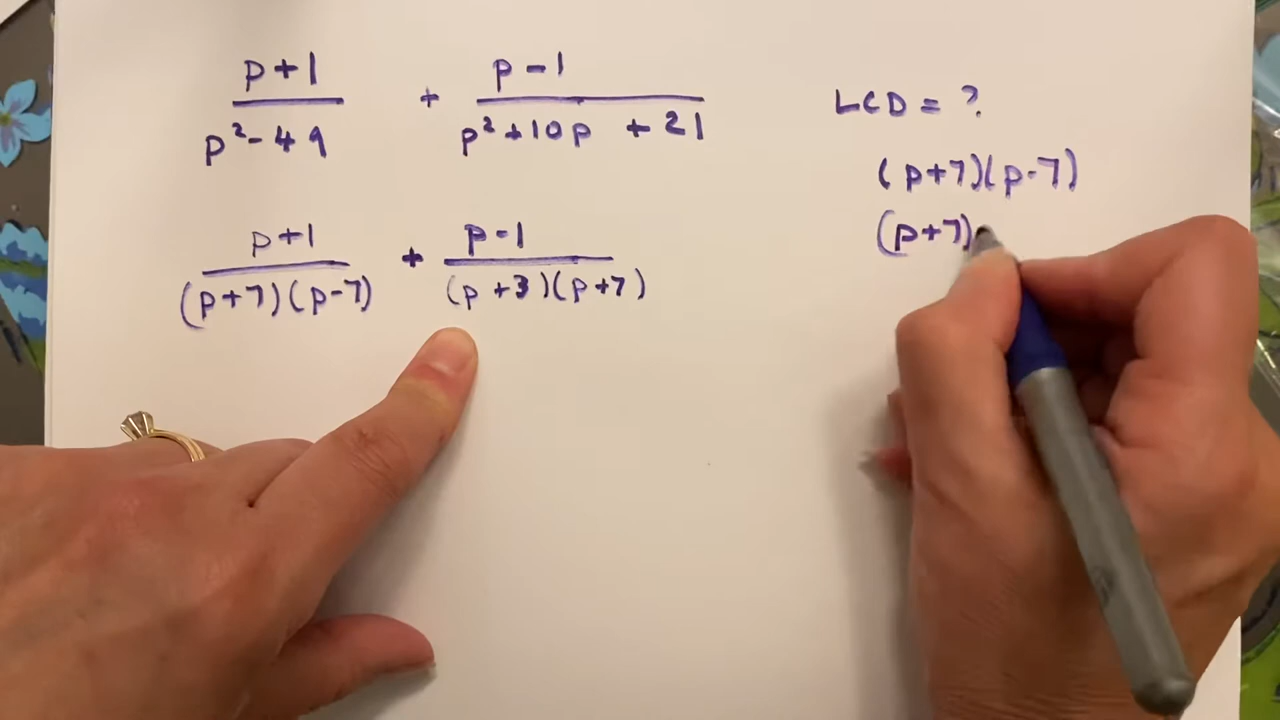 p+1 / p²-49 + p-1 / p²+10p +21
p+1 / (p+7)(p-7) + p-1 / (p+3)(p+7)
LCD = ?
(p+7)(p-7)
(p+7)